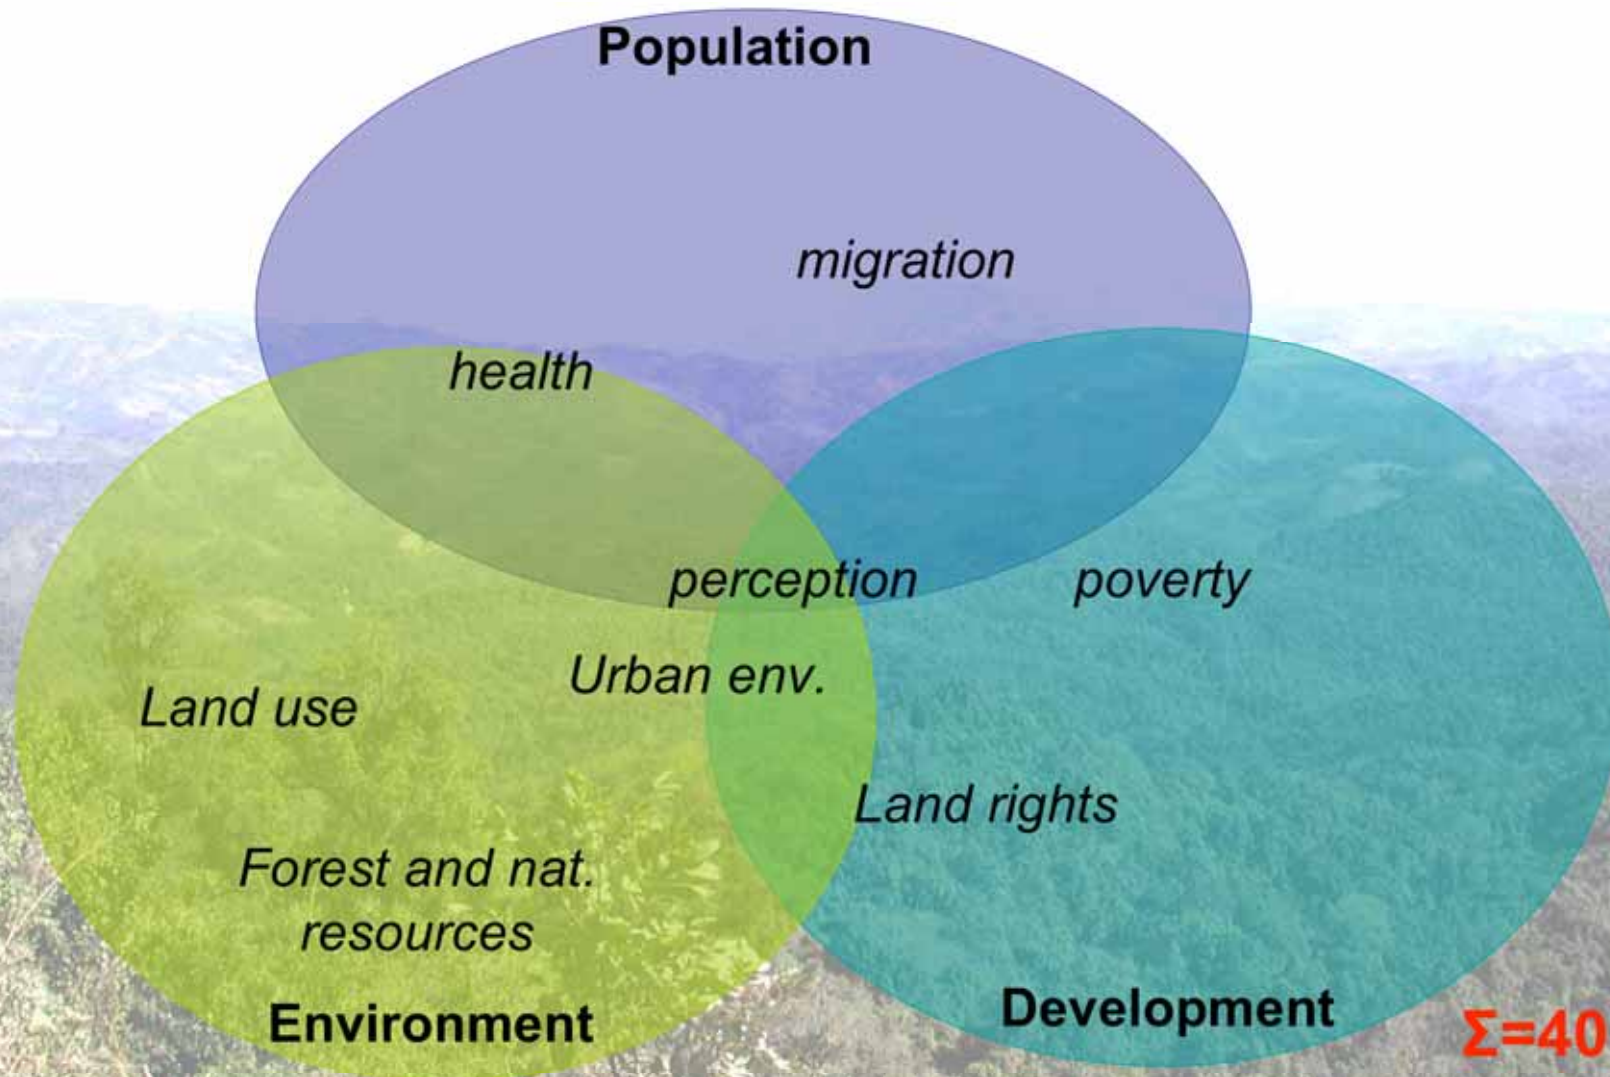 Population
migration
health
perception
poverty
Urban env.
Land use
Land rights
Forest and nat.
resources
Environment
Development
Σ=40